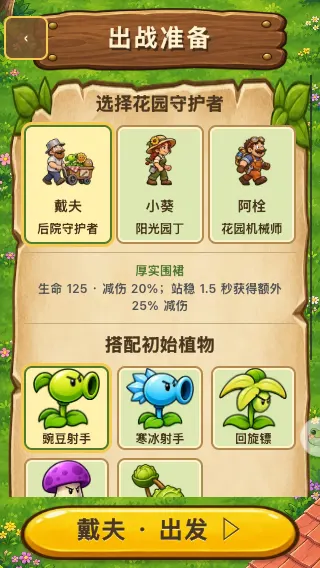 出战准备
选择花园守护者
戴夫
后院守护者
小葵
阳光园丁
阿栓
花园机械师
厚实围裙
生命 125 · 减伤 20%；站稳 1.5 秒获得额外
25% 减伤
搭配初始植物
豌豆射手
寒冰射手
回旋镖
戴夫 · 出发 ▷